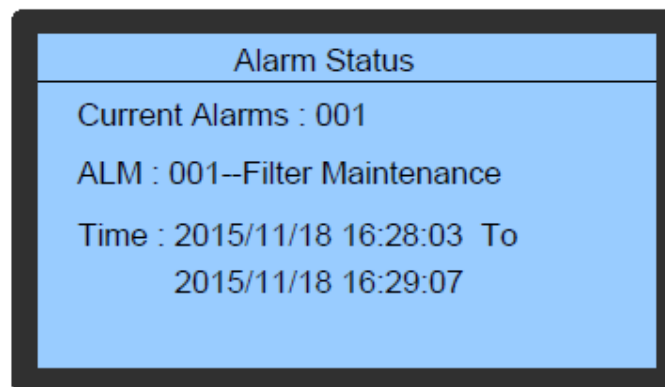 Alarm Status
Current Alarms : 001
ALM : 001--Filter Maintenance
Time : 2015/11/18 16:28:03  To
2015/11/18 16:29:07